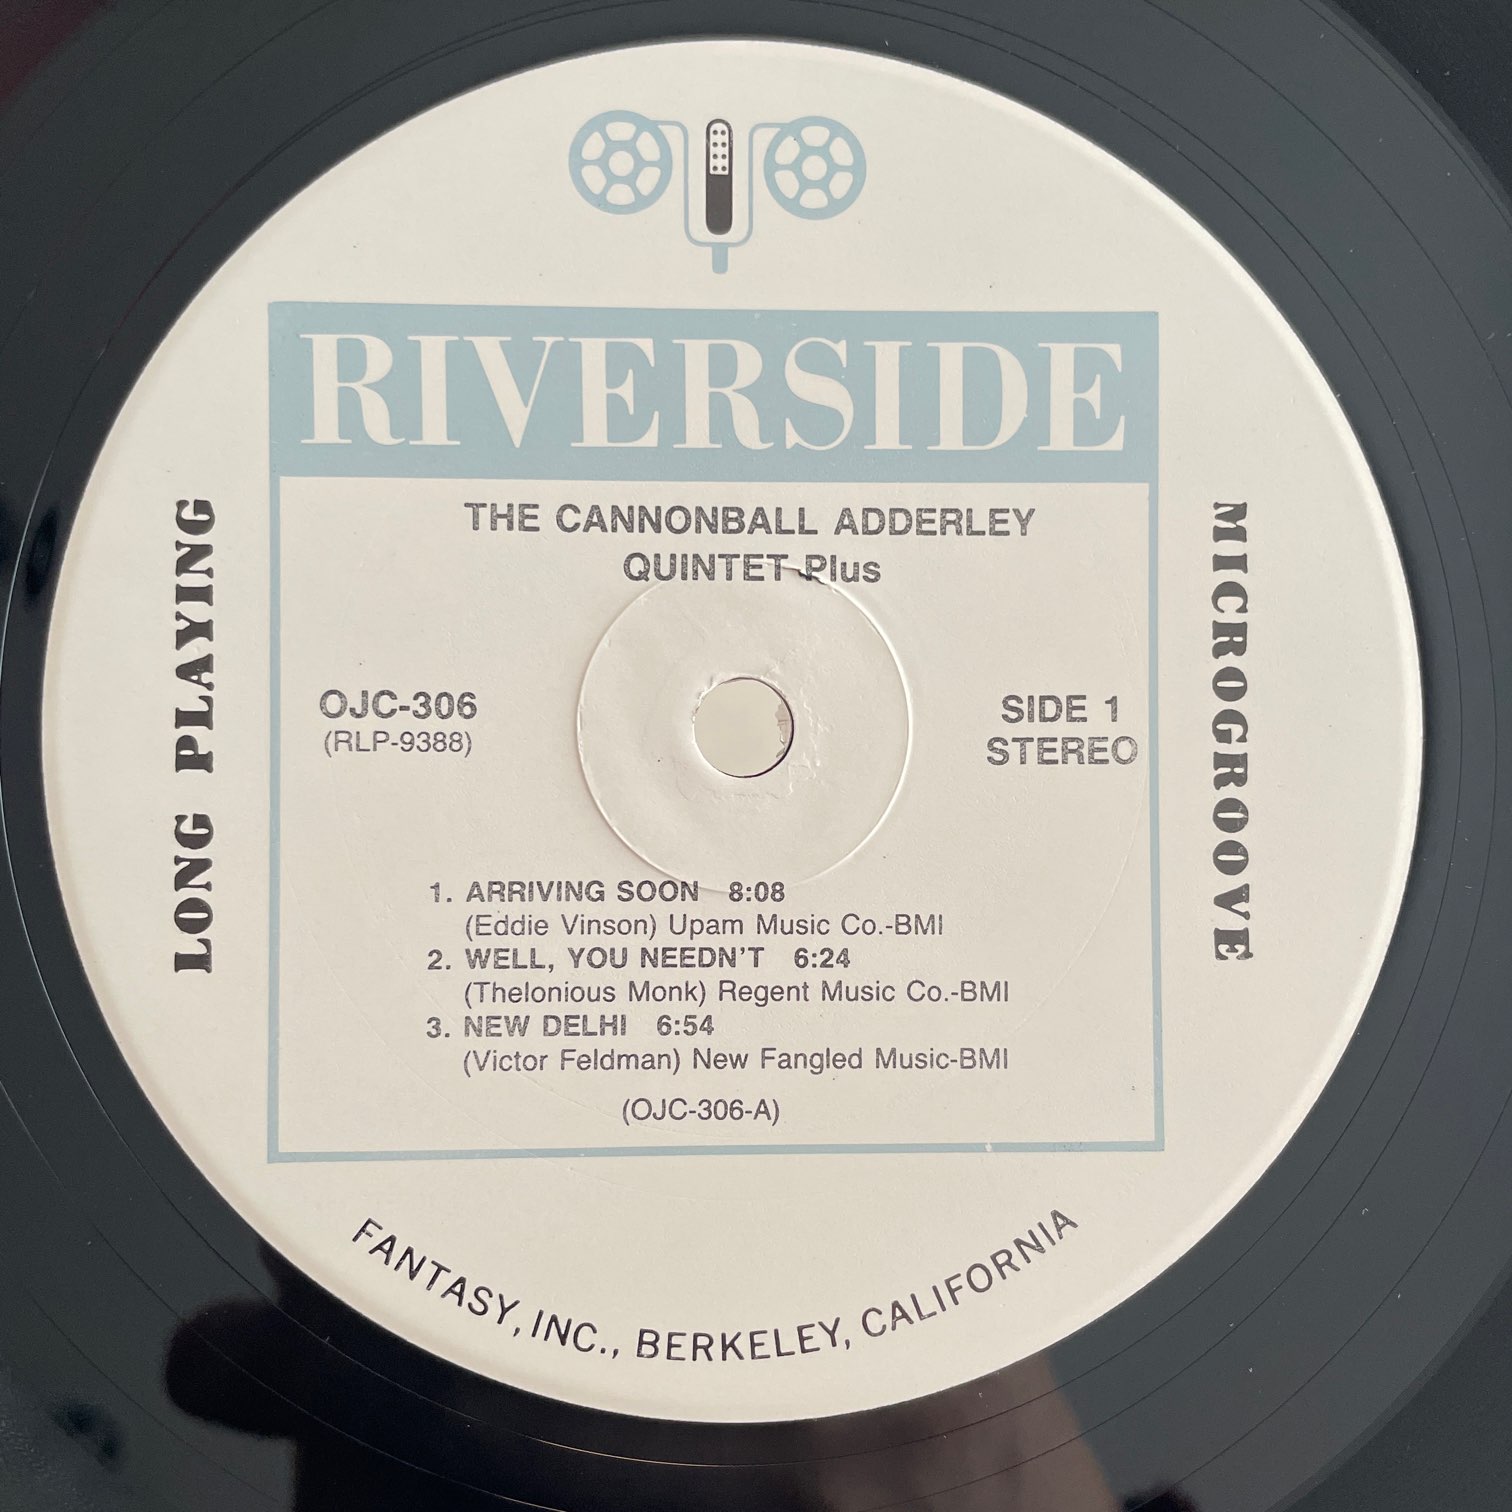 RIVERSIDE
THE CANNONBALL ADDERLEY
QUINTET Plus
OJC-306
(RLP-9388)
SIDE 1
STEREO
LONG PLAYING
MICROGROOVE
1. ARRIVING SOON 8:08
(Eddie Vinson) Upam Music Co.-BMI
2. WELL, YOU NEEDN'T 6:24
(Thelonious Monk) Regent Music Co.-BMI
3. NEW DELHI 6:54
(Victor Feldman) New Fangled Music-BMI
(OJC-306-A)
FANTASY, INC., BERKELEY, CALIFORNIA